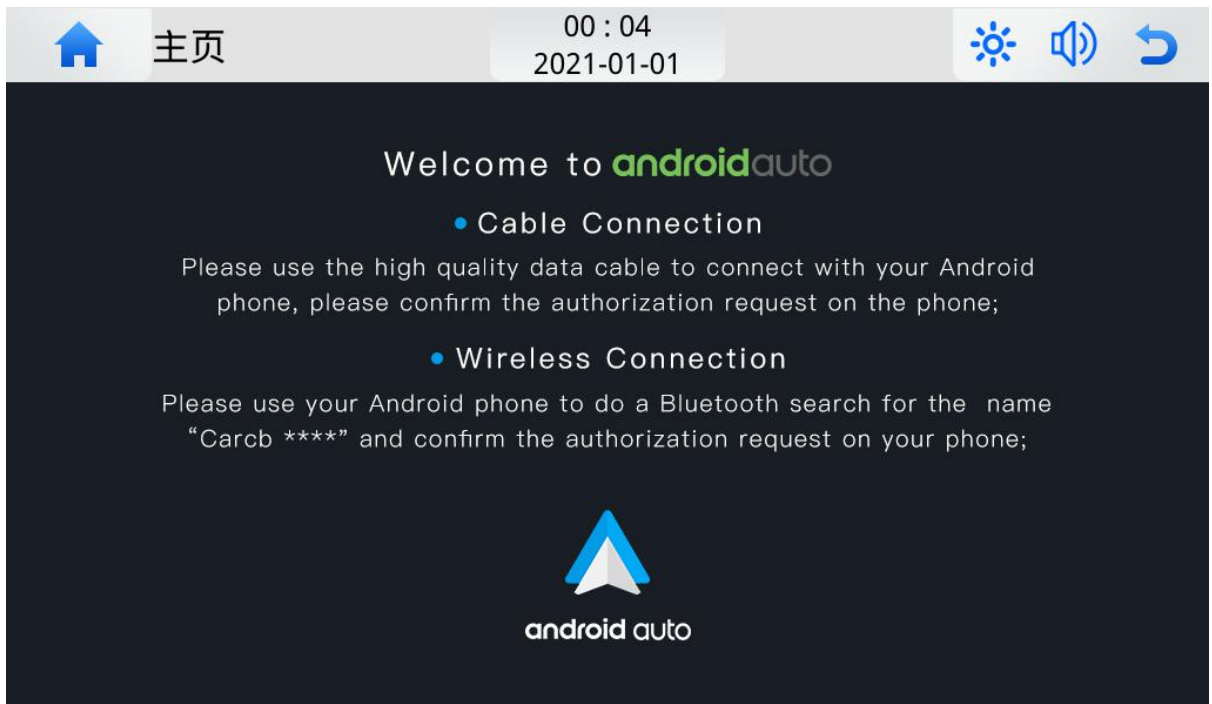 主页
00 : 04
2021-01-01
Welcome to androidauto
• Cable Connection
Please use the high quality data cable to connect with your Android
phone, please confirm the authorization request on the phone;
• Wireless Connection
Please use your Android phone to do a Bluetooth search for the name
“Carcb ****” and confirm the authorization request on your phone;
android auto